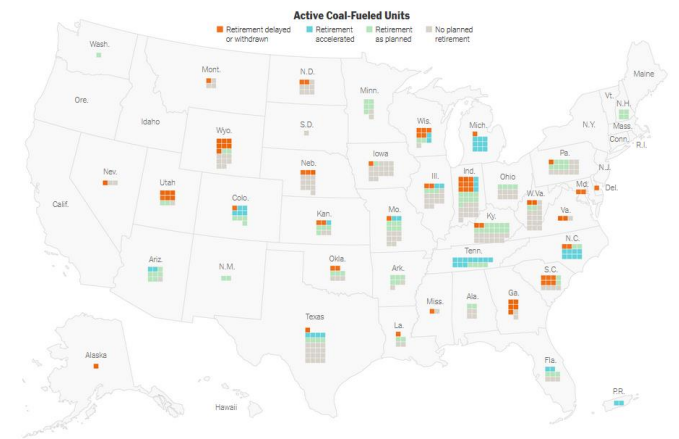 Active Coal-Fueled Units
Retirement delayed
or withdrawn
Retirement
accelerated
Retirement
as planned
No planned
retirement
Wash.
Mont.
N.D.
Minn.
Maine
Ore.
Idaho
Wyo.
S.D.
Wis.
Mich.
Vt.
N.H.
N.Y.
Mass.
Conn.
R.I.
Nev.
Utah
Colo.
Neb.
Iowa
Ill.
Ind.
Ohio
Pa.
N.J.
Md.
Del.
Calif.
Kan.
Mo.
Ky.
W.Va.
Va.
Ariz.
N.M.
Okla.
Ark.
Tenn.
N.C.
S.C.
Texas
La.
Miss.
Ala.
Ga.
Fla.
Alaska
Hawaii
P.R.